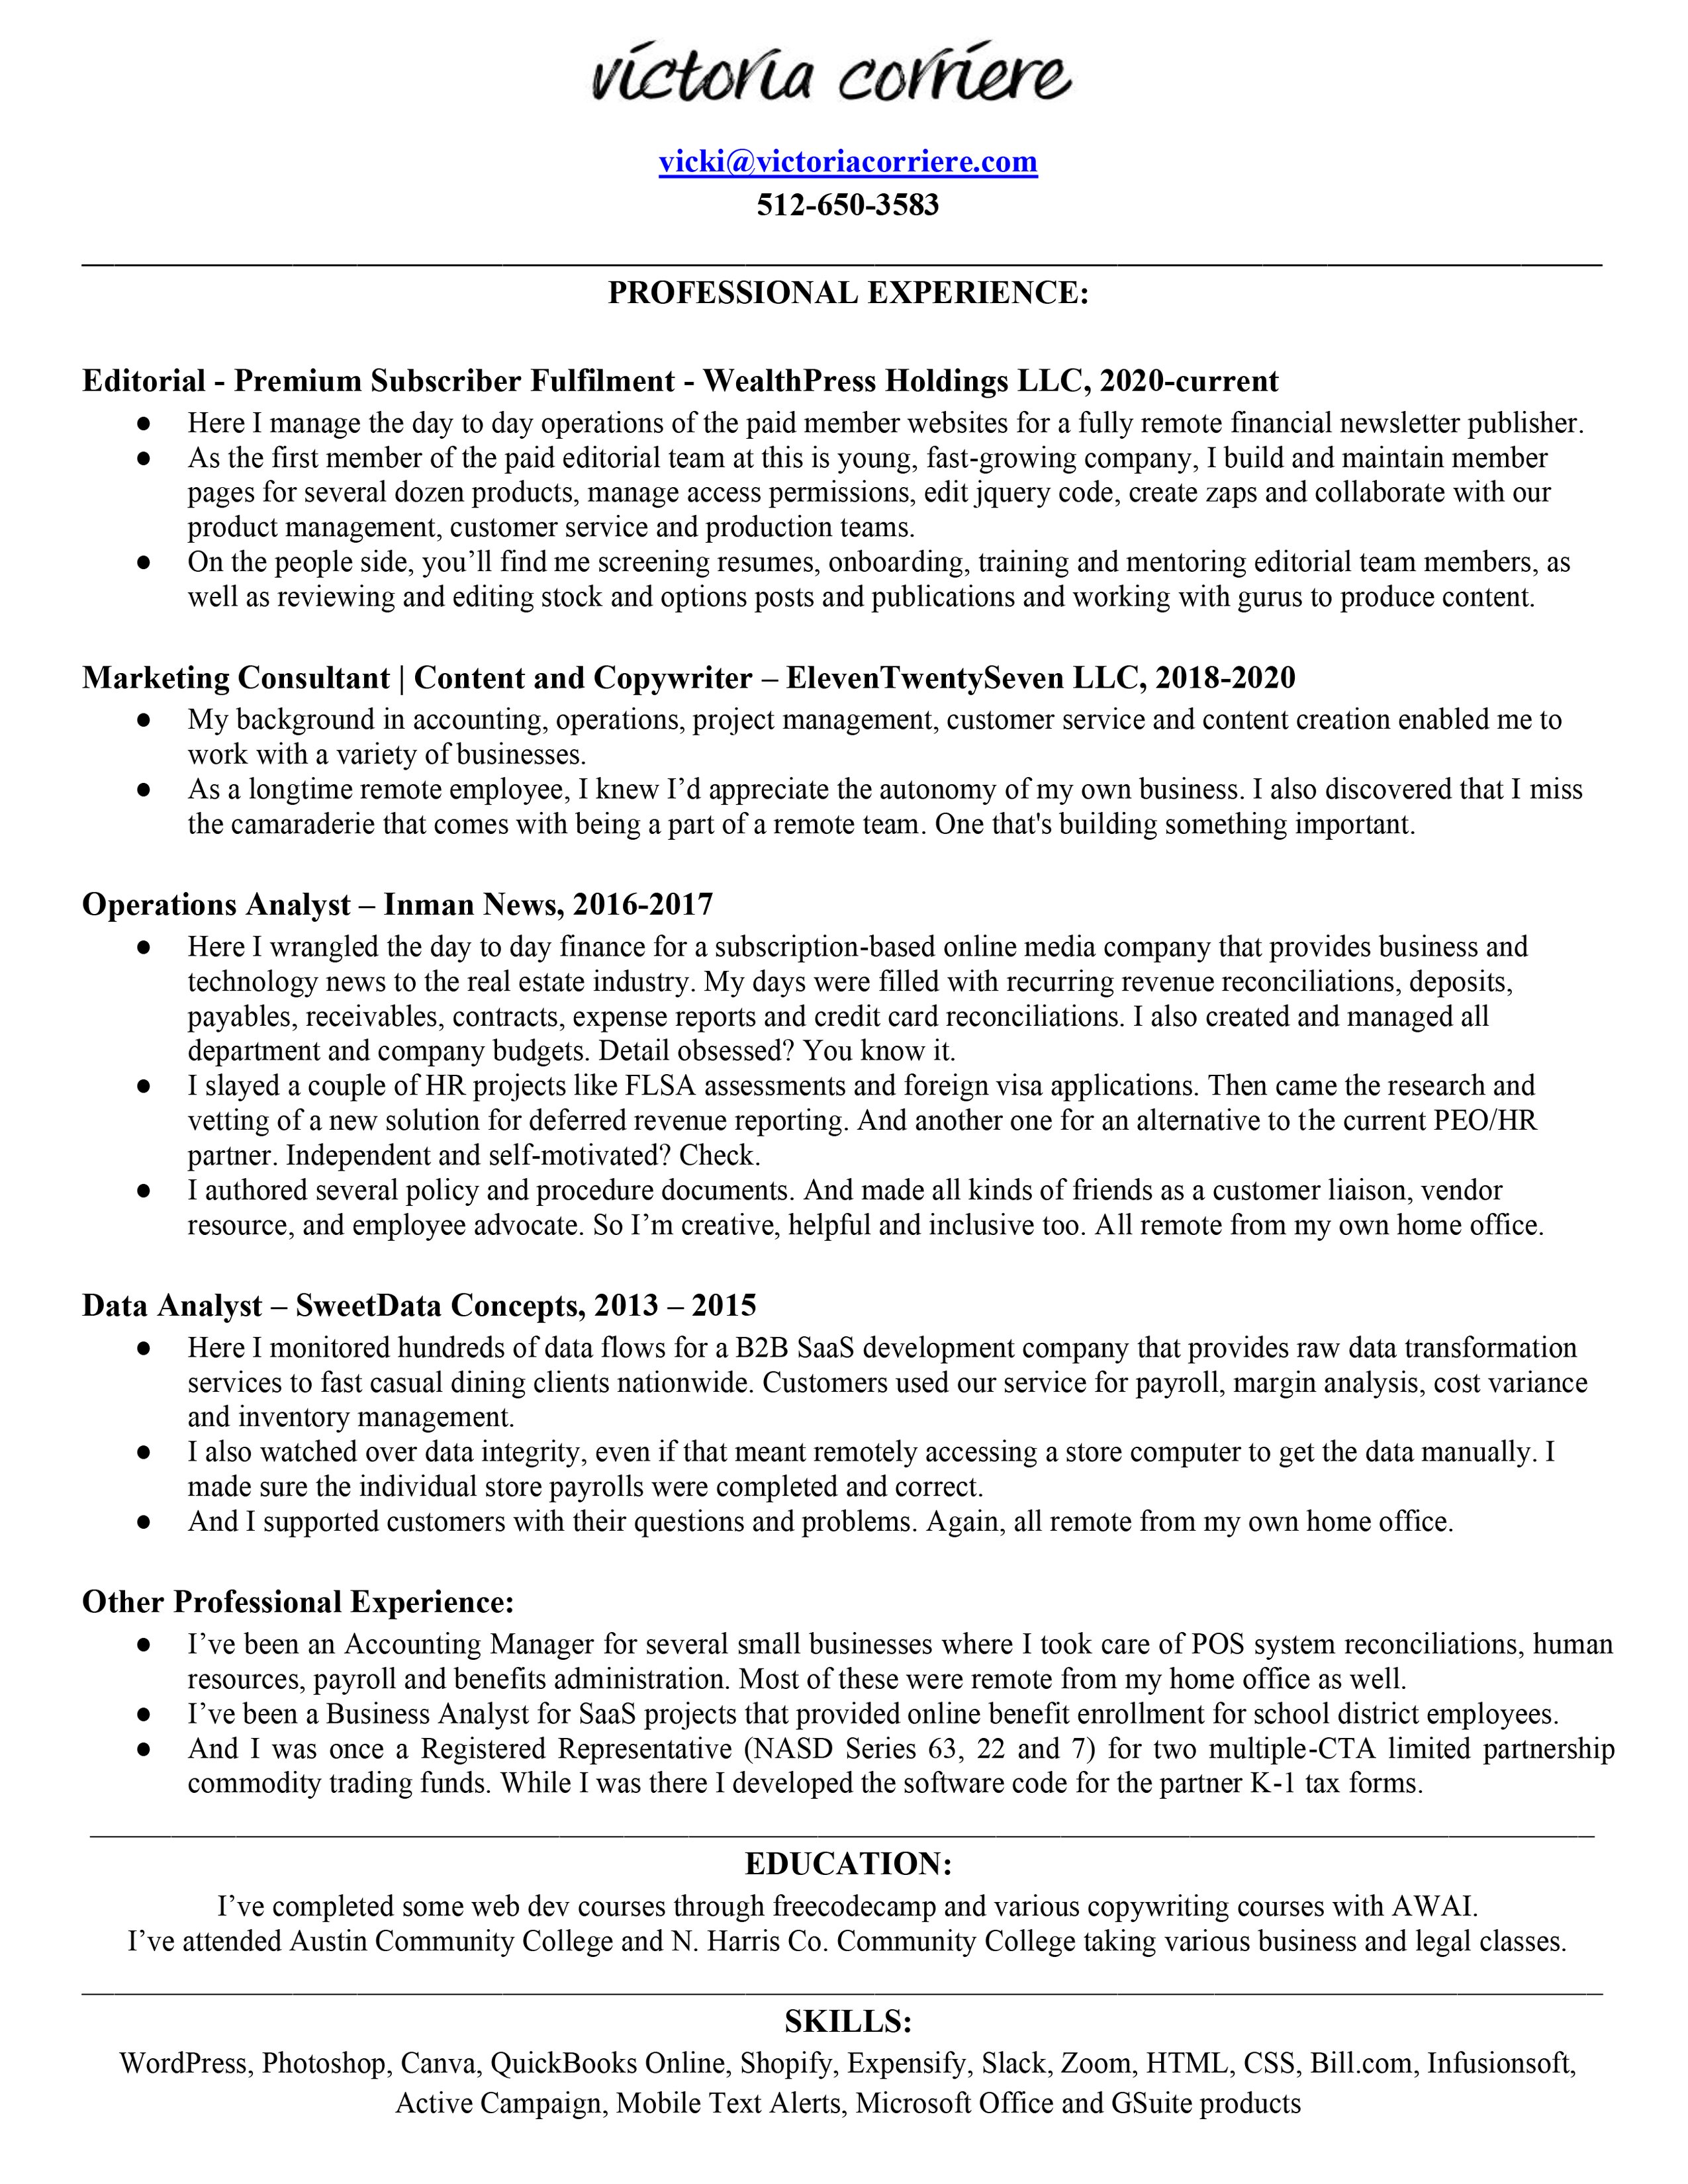 victoria corriere
vicki@victoriacorriere.com
512-650-3583
PROFESSIONAL EXPERIENCE:
Editorial - Premium Subscriber Fulfilment - WealthPress Holdings LLC, 2020-current
● Here I manage the day to day operations of the paid member websites for a fully remote financial newsletter publisher.
● As the first member of the paid editorial team at this is young, fast-growing company, I build and maintain member
pages for several dozen products, manage access permissions, edit jquery code, create zaps and collaborate with our
product management, customer service and production teams.
● On the people side, you’ll find me screening resumes, onboarding, training and mentoring editorial team members, as
well as reviewing and editing stock and options posts and publications and working with gurus to produce content.
Marketing Consultant | Content and Copywriter – ElevenTwentySeven LLC, 2018-2020
● My background in accounting, operations, project management, customer service and content creation enabled me to
work with a variety of businesses.
● As a longtime remote employee, I knew I’d appreciate the autonomy of my own business. I also discovered that I miss
the camaraderie that comes with being a part of a remote team. One that's building something important.
Operations Analyst – Inman News, 2016-2017
● Here I wrangled the day to day finance for a subscription-based online media company that provides business and
technology news to the real estate industry. My days were filled with recurring revenue reconciliations, deposits,
payables, receivables, contracts, expense reports and credit card reconciliations. I also created and managed all
department and company budgets. Detail obsessed? You know it.
● I slayed a couple of HR projects like FLSA assessments and foreign visa applications. Then came the research and
vetting of a new solution for deferred revenue reporting. And another one for an alternative to the current PEO/HR
partner. Independent and self-motivated? Check.
● I authored several policy and procedure documents. And made all kinds of friends as a customer liaison, vendor
resource, and employee advocate. So I’m creative, helpful and inclusive too. All remote from my own home office.
Data Analyst – SweetData Concepts, 2013 – 2015
● Here I monitored hundreds of data flows for a B2B SaaS development company that provides raw data transformation
services to fast casual dining clients nationwide. Customers used our service for payroll, margin analysis, cost variance
and inventory management.
● I also watched over data integrity, even if that meant remotely accessing a store computer to get the data manually. I
made sure the individual store payrolls were completed and correct.
● And I supported customers with their questions and problems. Again, all remote from my own home office.
Other Professional Experience:
● I’ve been an Accounting Manager for several small businesses where I took care of POS system reconciliations, human
resources, payroll and benefits administration. Most of these were remote from my home office as well.
● I’ve been a Business Analyst for SaaS projects that provided online benefit enrollment for school district employees.
● And I was once a Registered Representative (NASD Series 63, 22 and 7) for two multiple-CTA limited partnership
commodity trading funds. While I was there I developed the software code for the partner K-1 tax forms.
EDUCATION:
I’ve completed some web dev courses through freecodecamp and various copywriting courses with AWAI.
I’ve attended Austin Community College and N. Harris Co. Community College taking various business and legal classes.
SKILLS:
WordPress, Photoshop, Canva, QuickBooks Online, Shopify, Expensify, Slack, Zoom, HTML, CSS, Bill.com, Infusionsoft,
Active Campaign, Mobile Text Alerts, Microsoft Office and GSuite products